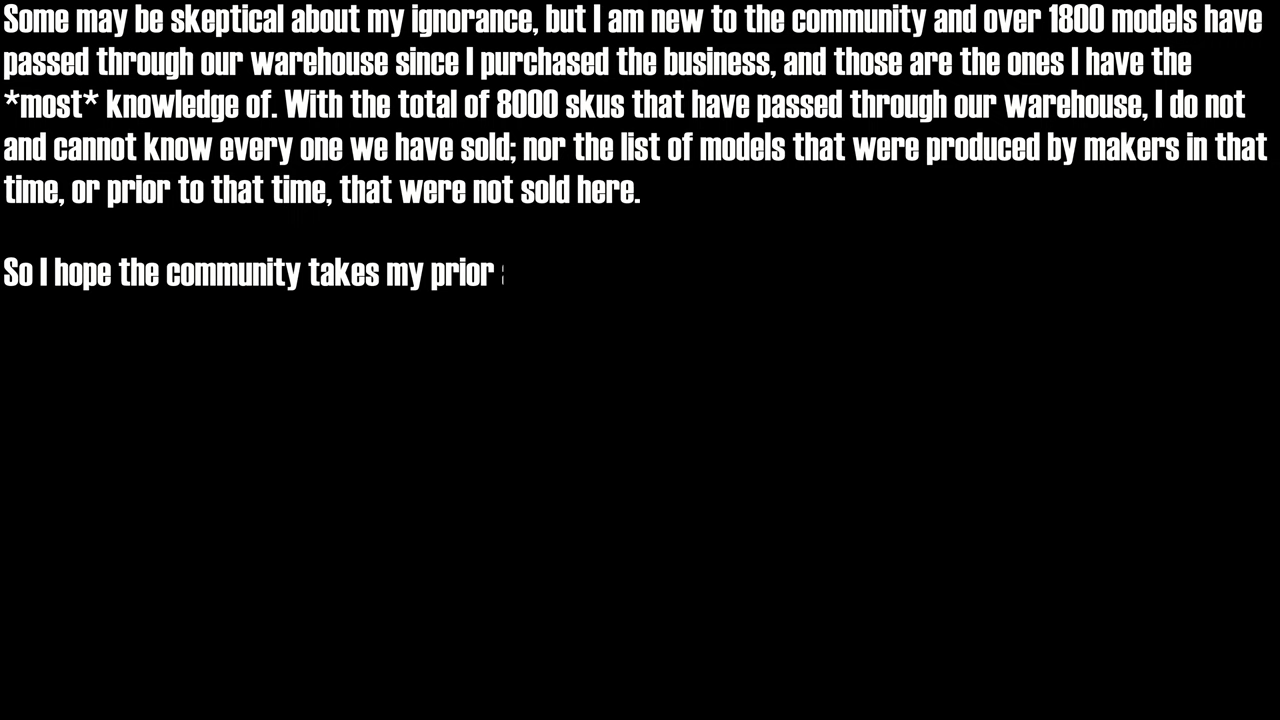 Some may be skeptical about my ignorance, but I am new to the community and over 1800 models have
passed through our warehouse since I purchased the business, and those are the ones I have the
*most* knowledge of. With the total of 8000 skus that have passed through our warehouse, I do not
and cannot know every one we have sold; nor the list of models that were produced by makers in that
time, or prior to that time, that were not sold here.
So I hope the community takes my prior